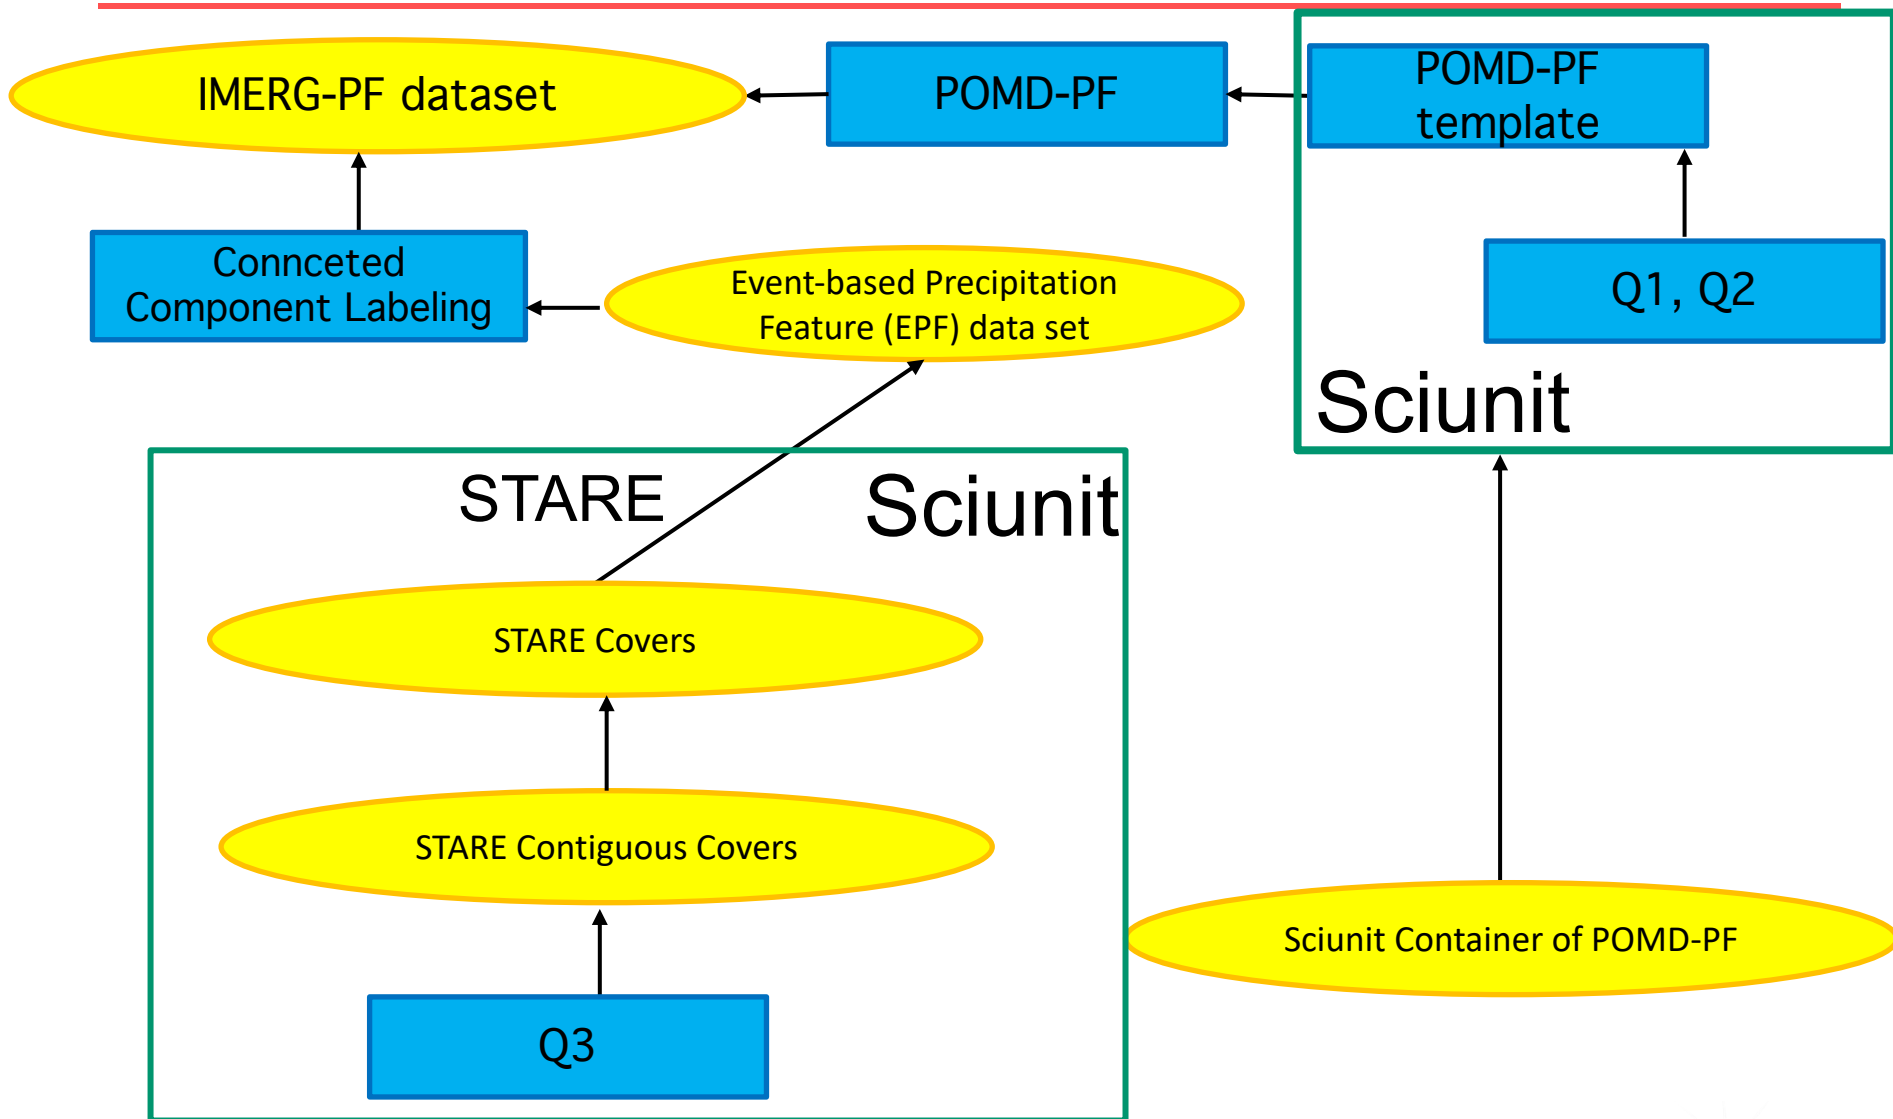 IMERG-PF dataset
POMD-PF
POMD-PF
template
Connceted
Component Labeling
Event-based Precipitation
Feature (EPF) data set
Q1, Q2
Sciunit
STARE
Sciunit
STARE Covers
STARE Contiguous Covers
Sciunit Container of POMD-PF
Q3